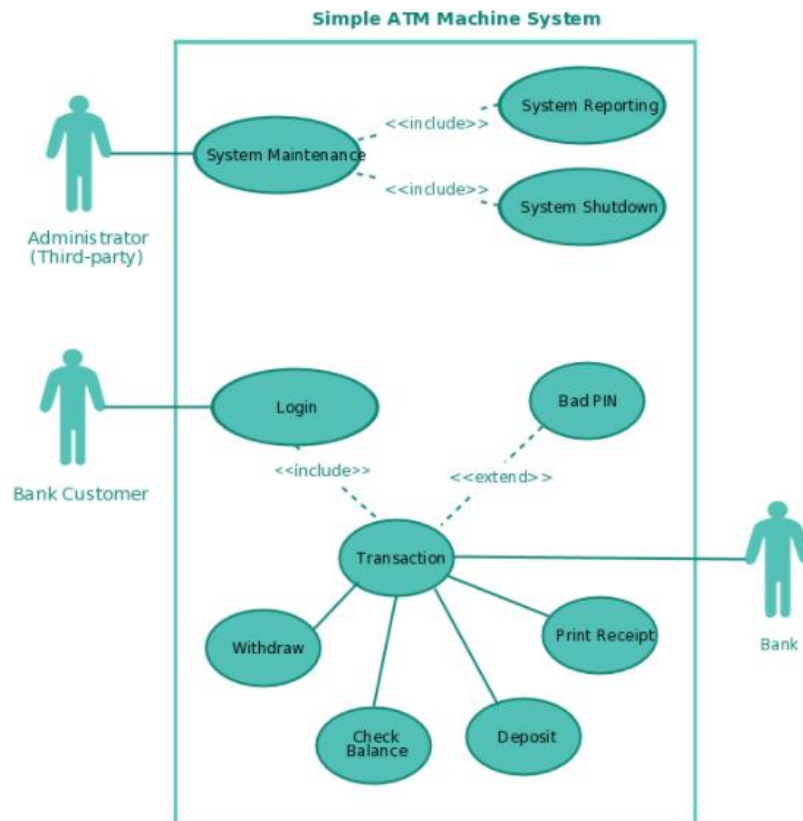 Simple ATM Machine System
System Reporting
<<include>>
System Maintenance
<<include>>
System Shutdown
Administrator
(Third-party)
Login
Bad PIN
<<include>>
<<extend>>
Bank Customer
Transaction
Withdraw
Print Receipt
Bank
Check
Balance
Deposit